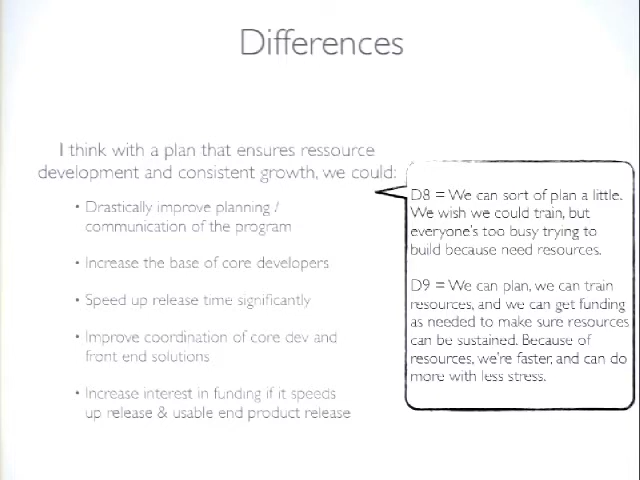 Differences
I think with a plan that ensures ressource
development and consistent growth, we could:
• Drastically improve planning /
communication of the program
• Increase the base of core developers
• Speed up release time significantly
• Improve coordination of core dev and
front end solutions
• Increase interest in funding if it speeds
up release & usable end product release
D8 = We can sort of plan a little.
We wish we could train, but
everyone's too busy trying to
build because need resources.
D9 = We can plan, we can train
resources, and we can get funding
as needed to make sure resources
can be sustained. Because of
resources, we're faster, and can do
more with less stress.